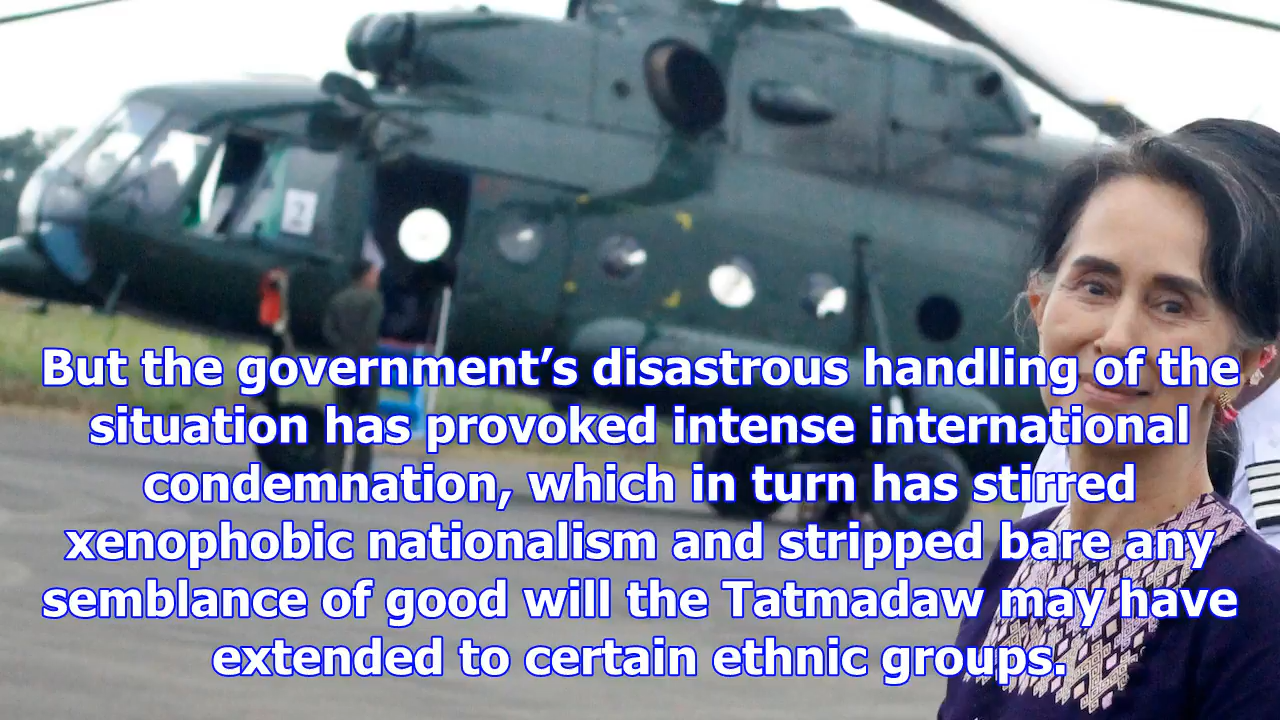 2
But the government’s disastrous handling of the
situation has provoked intense international
condemnation, which in turn has stirred
xenophobic nationalism and stripped bare any
semblance of good will the Tatmadaw may have
extended to certain ethnic groups.